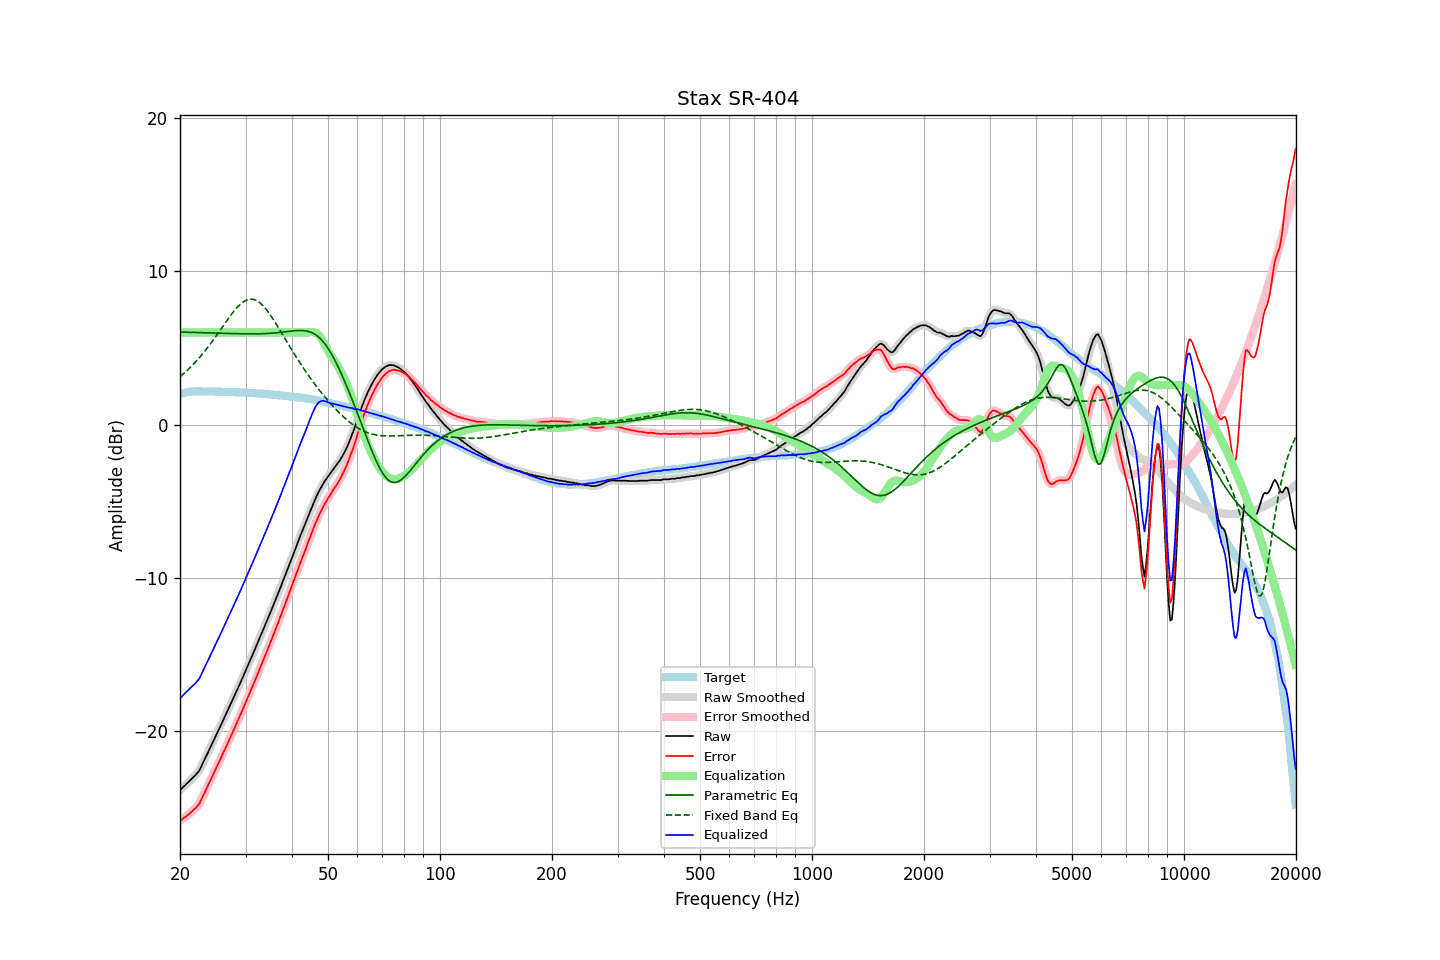 Stax SR-404
Amplitude (dBr)
20
10
0
−10
−20
Target
Raw Smoothed
Error Smoothed
Raw
Error
Equalization
Parametric Eq
Fixed Band Eq
Equalized
20 50 100 200 500 1000 2000 5000 10000 20000
Frequency (Hz)